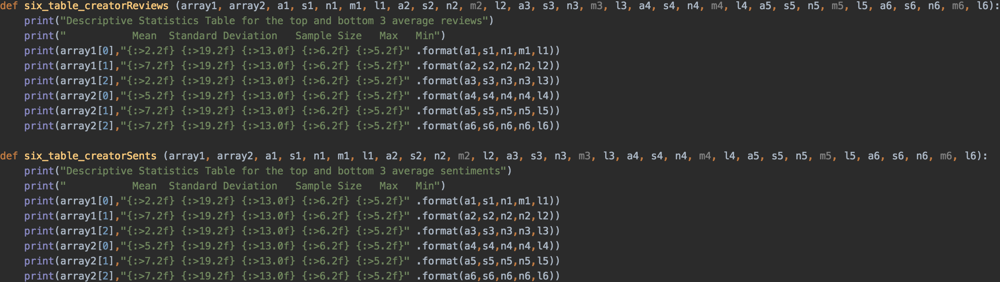 def six_table_creatorReviews (array1, array2, a1, s1, n1, m1, l1, a2, s2, n2, m2, l2, a3, s3, n3, m3, l3, a4, s4, n4, m4, l4, a5, s5, n5, m5, l5, a6, s6, n6, m6, l6):
    print("Descriptive Statistics Table for the top and bottom 3 average reviews")
    print("           Mean  Standard Deviation   Sample Size   Max   Min")
    print(array1[0],"{:>2.2f} {:>19.2f} {:>13.0f} {:>6.2f} {:>5.2f}" .format(a1,s1,n1,m1,l1))
    print(array1[1],"{:>7.2f} {:>19.2f} {:>13.0f} {:>6.2f} {:>5.2f}" .format(a2,s2,n2,n2,l2))
    print(array1[2],"{:>2.2f} {:>19.2f} {:>13.0f} {:>6.2f} {:>5.2f}" .format(a3,s3,n3,n3,l3))
    print(array2[0],"{:>5.2f} {:>19.2f} {:>13.0f} {:>6.2f} {:>5.2f}" .format(a4,s4,n4,n4,l4))
    print(array2[1],"{:>7.2f} {:>19.2f} {:>13.0f} {:>6.2f} {:>5.2f}" .format(a5,s5,n5,n5,l5))
    print(array2[2],"{:>7.2f} {:>19.2f} {:>13.0f} {:>6.2f} {:>5.2f}" .format(a6,s6,n6,n6,l6))

def six_table_creatorSents (array1, array2, a1, s1, n1, m1, l1, a2, s2, n2, m2, l2, a3, s3, n3, m3, l3, a4, s4, n4, m4, l4, a5, s5, n5, m5, l5, a6, s6, n6, m6, l6):
    print("Descriptive Statistics Table for the top and bottom 3 average sentiments")
    print("           Mean  Standard Deviation   Sample Size   Max   Min")
    print(array1[0],"{:>2.2f} {:>19.2f} {:>13.0f} {:>6.2f} {:>5.2f}" .format(a1,s1,n1,m1,l1))
    print(array1[1],"{:>7.2f} {:>19.2f} {:>13.0f} {:>6.2f} {:>5.2f}" .format(a2,s2,n2,n2,l2))
    print(array1[2],"{:>2.2f} {:>19.2f} {:>13.0f} {:>6.2f} {:>5.2f}" .format(a3,s3,n3,n3,l3))
    print(array2[0],"{:>5.2f} {:>19.2f} {:>13.0f} {:>6.2f} {:>5.2f}" .format(a4,s4,n4,n4,l4))
    print(array2[1],"{:>7.2f} {:>19.2f} {:>13.0f} {:>6.2f} {:>5.2f}" .format(a5,s5,n5,n5,l5))
    print(array2[2],"{:>7.2f} {:>19.2f} {:>13.0f} {:>6.2f} {:>5.2f}" .format(a6,s6,n6,n6,l6))